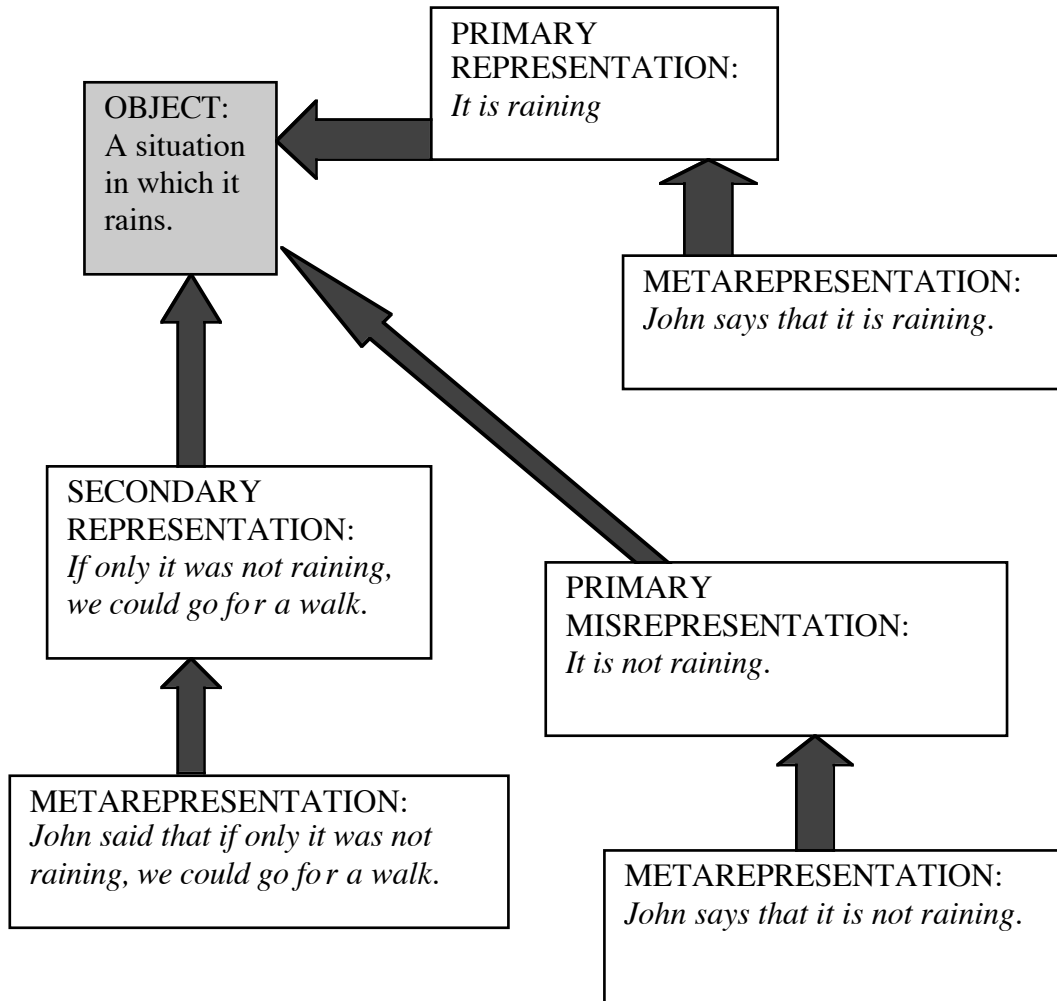 PRIMARY
REPRESENTATION:
It is raining
OBJECT:
A situation
in which it
rains.
METAREPRESENTATION:
John says that it is raining.
SECONDARY
REPRESENTATION:
If only it was not raining,
we could go for a walk.
PRIMARY
MISREPRESENTATION:
It is not raining.
METAREPRESENTATION:
John said that if only it was not
raining, we could go for a walk.
METAREPRESENTATION:
John says that it is not raining.